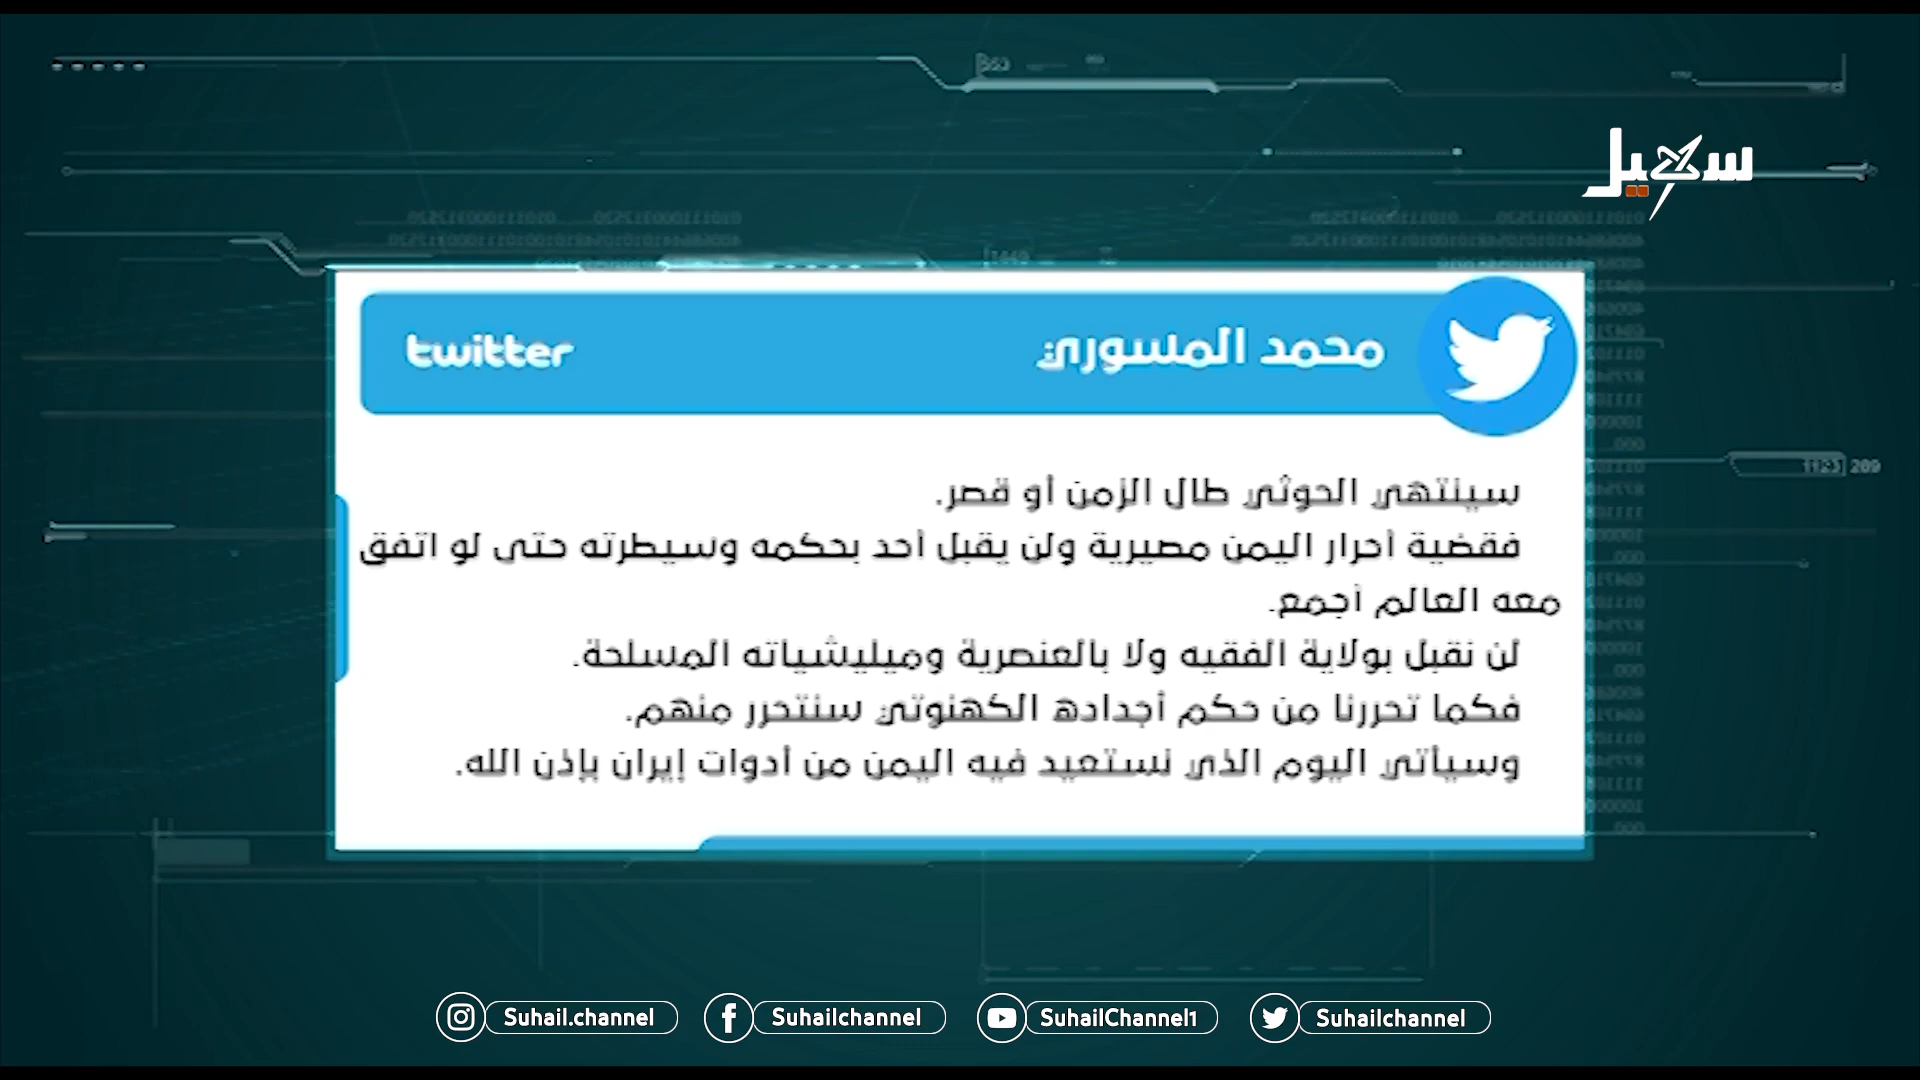 سهيل
محمد المسوري
twitter
سينتهي الحوثي طال الزمن أو قصر.
فقضية أحرار اليمن مصيرية ولن يقبل أحد بحكمه وسيطرته حتى لو اتفق
معه العالم أجمع.
لن نقبل بولاية الفقيه ولا بالعنصرية وميليشياته المسلحة.
فكما تحررنا من حكم أجداده الكهنوتي سنتحرر منهم.
وسيأتي اليوم الذي نستعيد فيه اليمن من أدوات إيران بإذن الله.
1123 209
Suhail.channel
Suhailchannel
SuhailChannel1
Suhailchannel